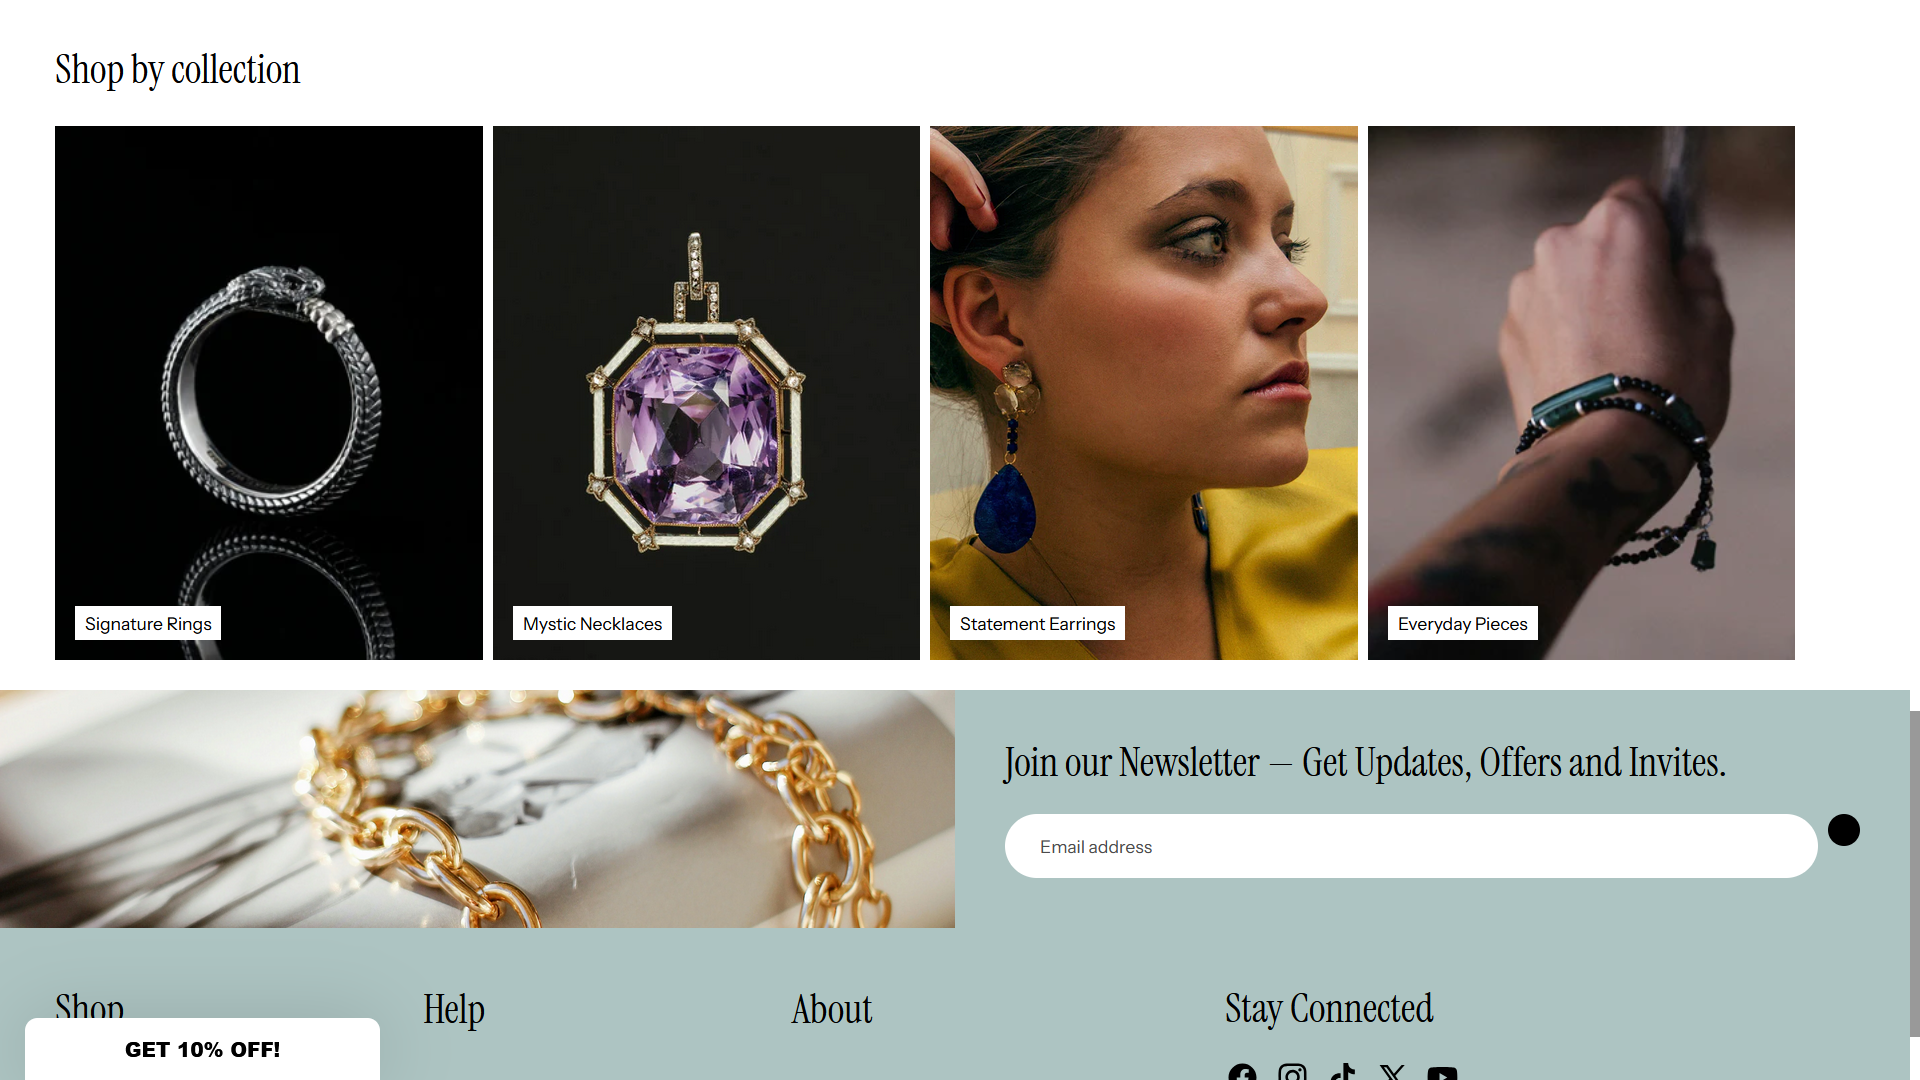 Shop by collection
Signature Rings
Mystic Necklaces
Statement Earrings
Everyday Pieces
Join our Newsletter — Get Updates, Offers and Invites.
Email address
Shop
Help
About
Stay Connected
GET 10% OFF!